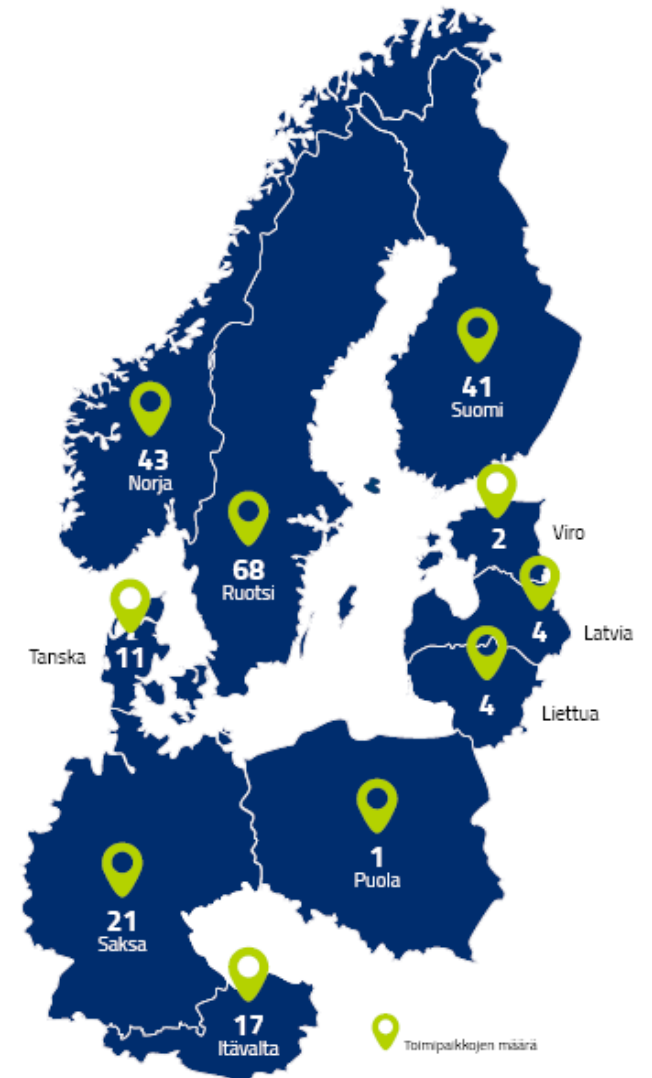 41
Suomi
43
Norja
2
Viro
68
Ruotsi
4
Latvia
Tanska
11
4
Liettua
1
Puola
21
Saksa
17
Itävalta
Toimipaikkojen määrä